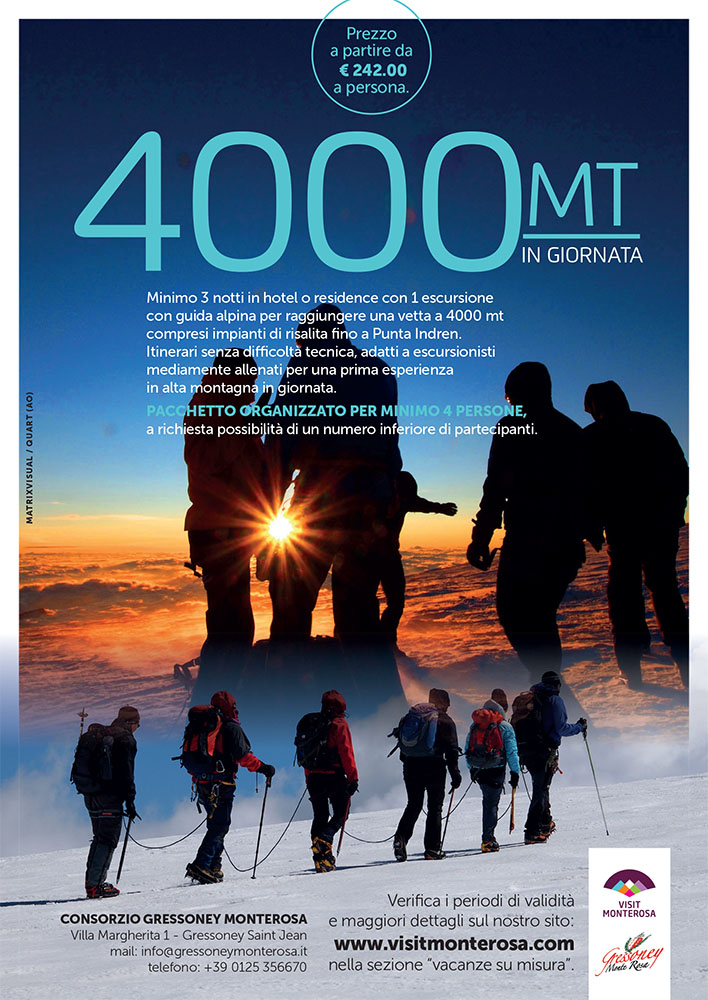 Prezzo
a partire da
€ 242.00
a persona.
4000 MT
IN GIORNATA
Minimo 3 notti in hotel o residence con 1 escursione
con guida alpina per raggiungere una vetta a 4000 mt
compresi impianti di risalita fino a Punta Indren.
Itinerari senza difficoltà tecnica, adatti a escursionisti
mediamente allenati per una prima esperienza
in alta montagna in giornata.
PACCHETTO ORGANIZZATO PER MINIMO 4 PERSONE,
a richiesta possibilità di un numero inferiore di partecipanti.
MATRIXVISUAL / QUART (AO)
CONSORZIO GRESSONEY MONTEROSA
Villa Margherita 1 - Gressoney Saint Jean
mail: info@gressoneymonterosa.it
telefono: +39 0125 356670
Verifica i periodi di validità
e maggiori dettagli sul nostro sito:
www.visitmonterosa.com
nella sezione "vacanze su misura".
VISIT
MONTEROSA
Gressoney
Monte Rosa